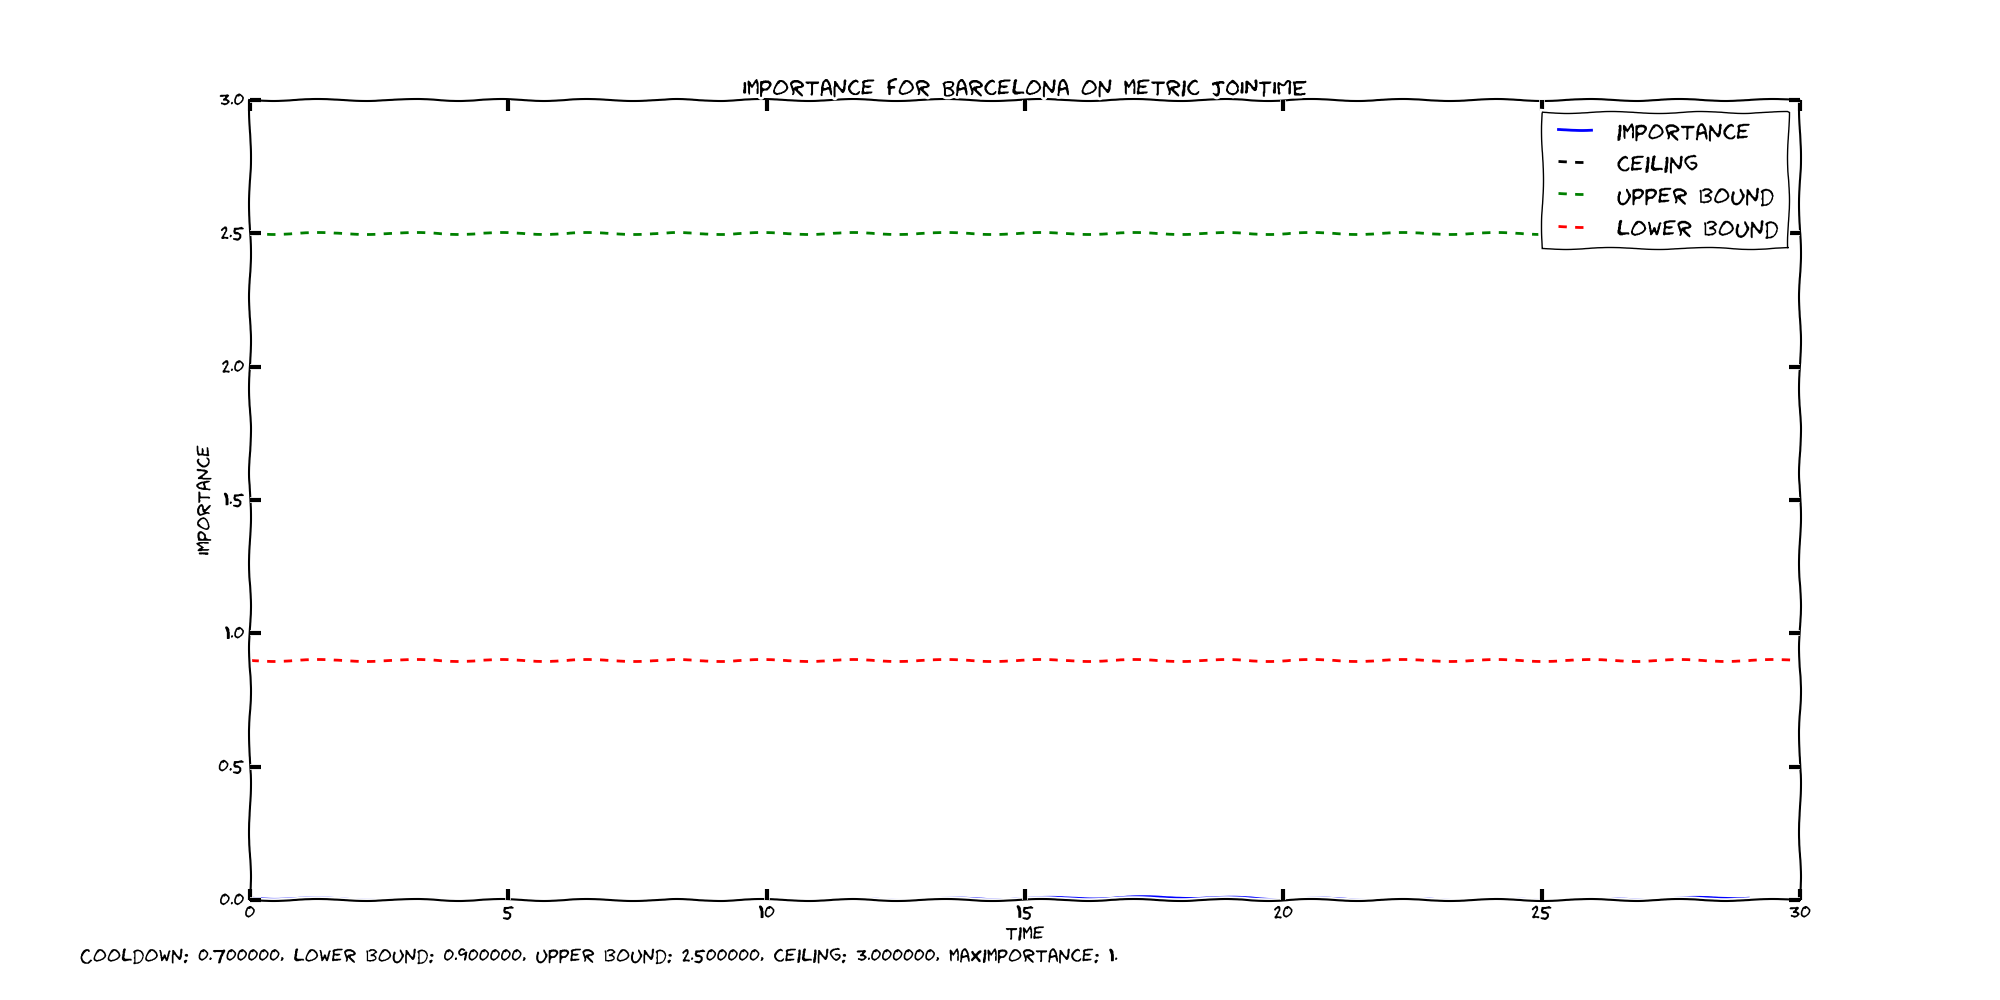 IMPORTANCE FOR BARCELONA ON METRIC JOINTIME
3.0
2.5
2.0
1.5
1.0
0.5
0.0
IMPORTANCE
IMPORTANCE
CEILING
UPPER BOUND
LOWER BOUND
0 5 10 15 20 25 30
TIME
COOLDOWN: 0.700000, LOWER BOUND: 0.900000, UPPER BOUND: 2.500000, CEILING: 3.000000, MAXIMPORTANCE: 1.